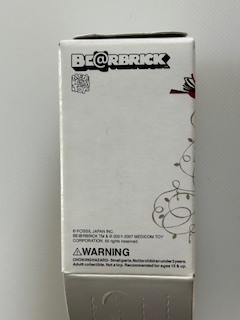 BE@RBRICK
© FOSSIL JAPAN INC.
BE@RBRICK TM & © 2001-2007 MEDICOM TOY
CORPORATION. All rights reserved.
⚠WARNING
CHOKING HAZARD - Small parts. Not for children under 3 years.
Adult collectible. Not a toy. Recommended for ages 15 & up.